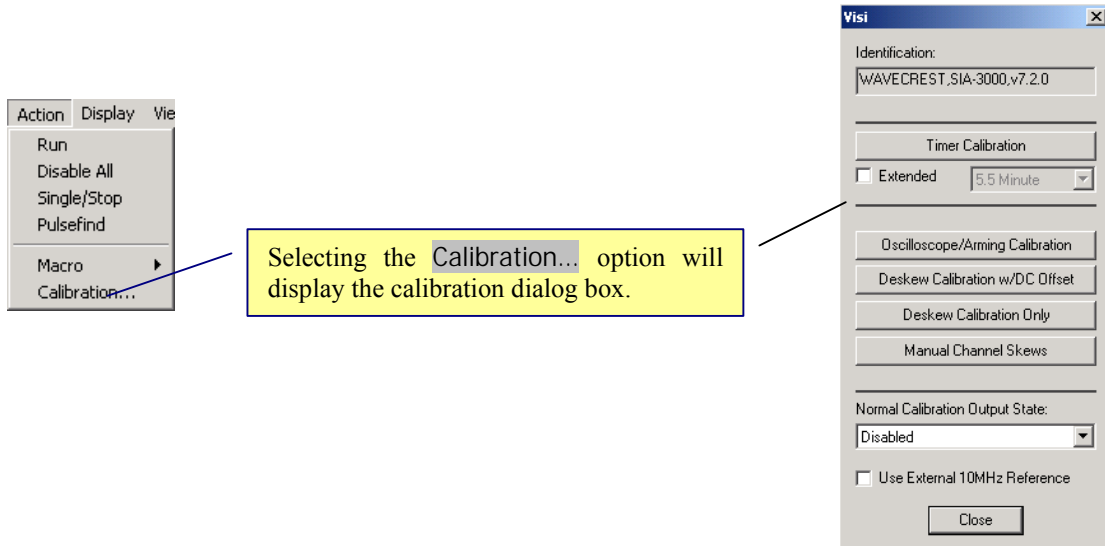 Action Display Vie
Run
Disable All
Single/Stop
Pulsefind
Macro
Calibration...
Selecting the Calibration... option will
display the calibration dialog box.
Visi
Identification:
WAVECREST,SIA-3000,v7.2.0
Timer Calibration
Extended 5.5 Minute
Oscilloscope/Arming Calibration
Deskew Calibration w/DC Offset
Deskew Calibration Only
Manual Channel Skews
Normal Calibration Output State:
Disabled
Use External 10MHz Reference
Close